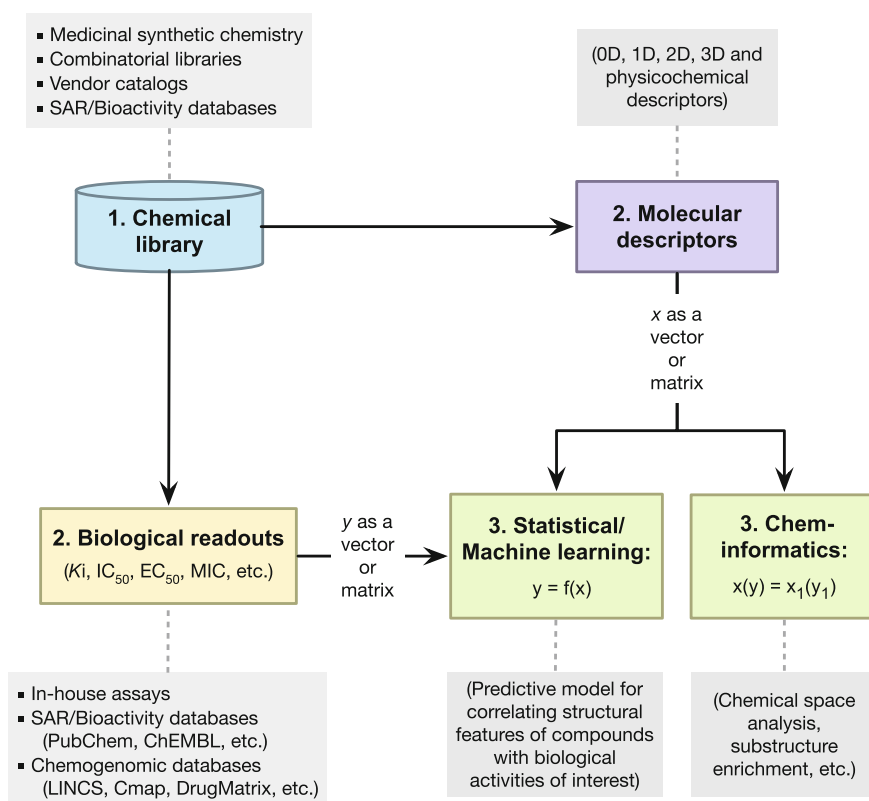 ▪ Medicinal synthetic chemistry
▪ Combinatorial libraries
▪ Vendor catalogs
▪ SAR/Bioactivity databases
(0D, 1D, 2D, 3D and
physicochemical
descriptors)
1. Chemical
library
2. Molecular
descriptors
x as a
vector
or
matrix
2. Biological readouts
(Ki, IC50, EC50, MIC, etc.)
y as a
vector
or
matrix
3. Statistical/
Machine learning:
y = f(x)
3. Chem-
informatics:
x(y) = x1(y1)
▪ In-house assays
▪ SAR/Bioactivity databases
(PubChem, ChEMBL, etc.)
▪ Chemogenomic databases
(LINCS, Cmap, DrugMatrix, etc.)
(Predictive model for
correlating structural
features of compounds
with biological
activities of interest)
(Chemical space
analysis,
substructure
enrichment, etc.)